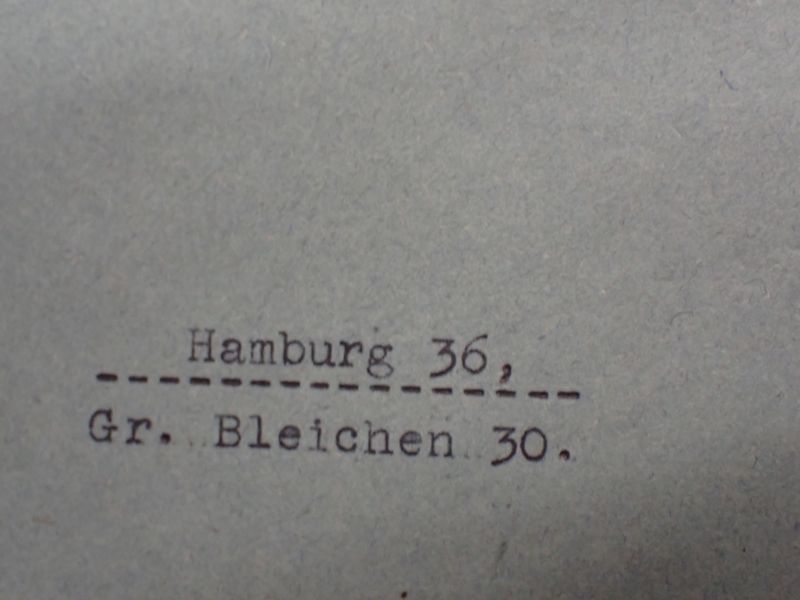 Hamburg 36,
Gr. Bleichen 30.